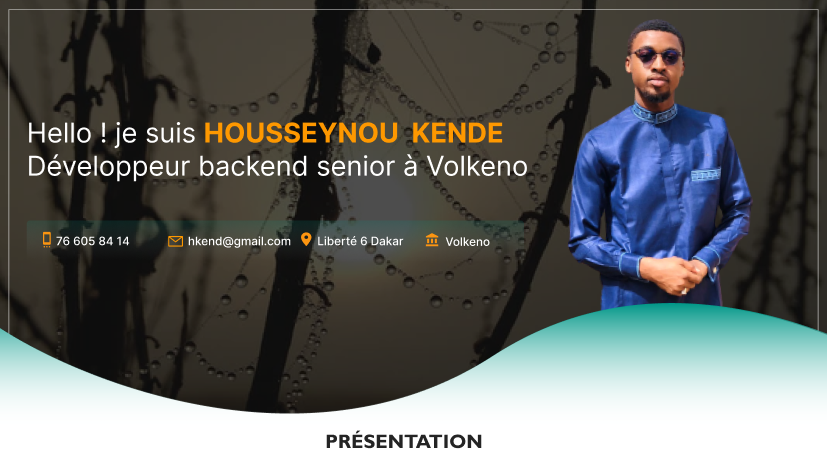 Hello ! je suis HOUSSEYNOU KENDE
Développeur backend senior à Volkeno
76 605 84 14 hkend@gmail.com Liberté 6 Dakar Volkeno
PRÉSENTATION